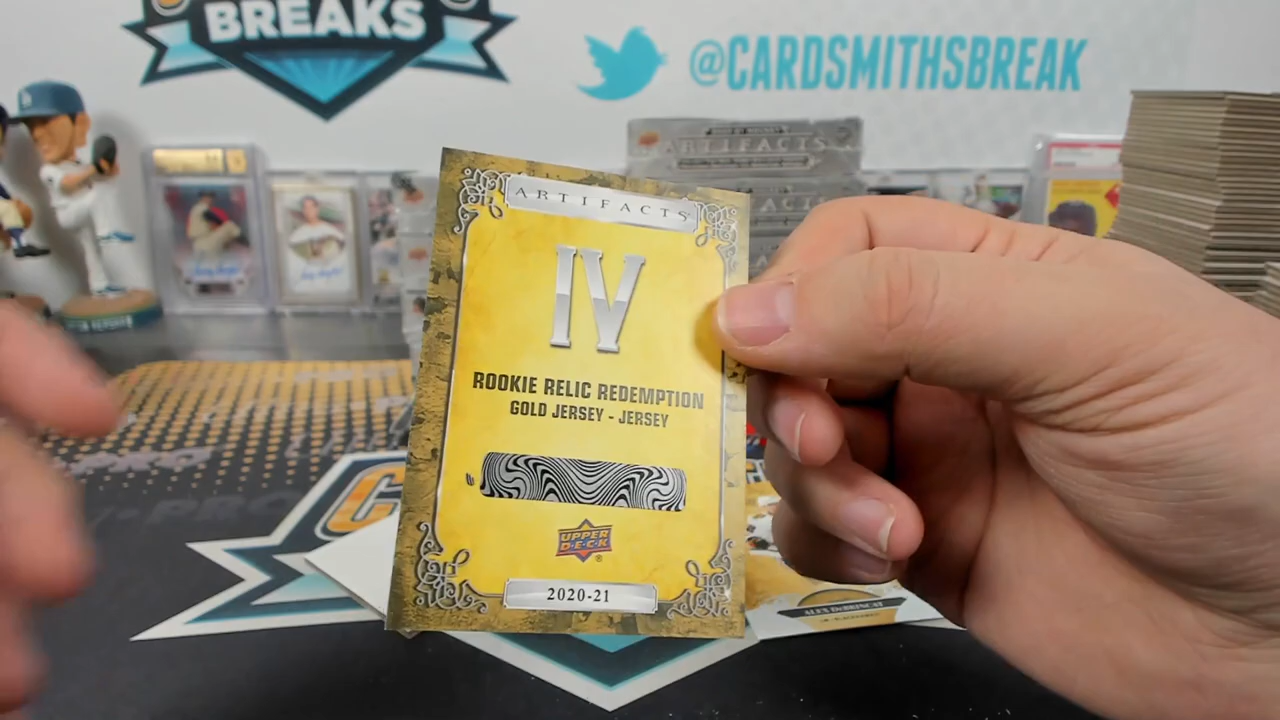 BREAKS
@CARDSMITHSBREAK
ARTIFACTS
ARTIFACTS
IV
ROOKIE RELIC REDEMPTION
GOLD JERSEY - JERSEY
UPPER
DECK
2020-21
ALEX DeBRINCAT